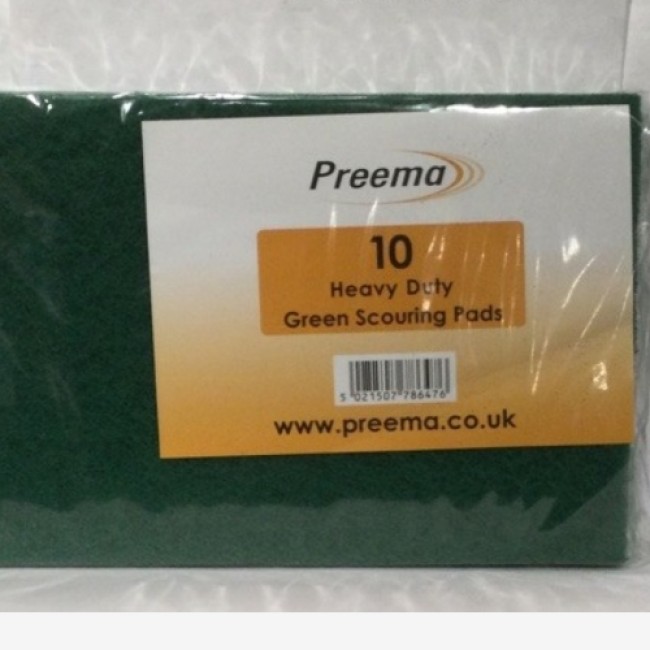 Preema
10
Heavy Duty
Green Scouring Pads
5 021507 786476
www.preema.co.uk